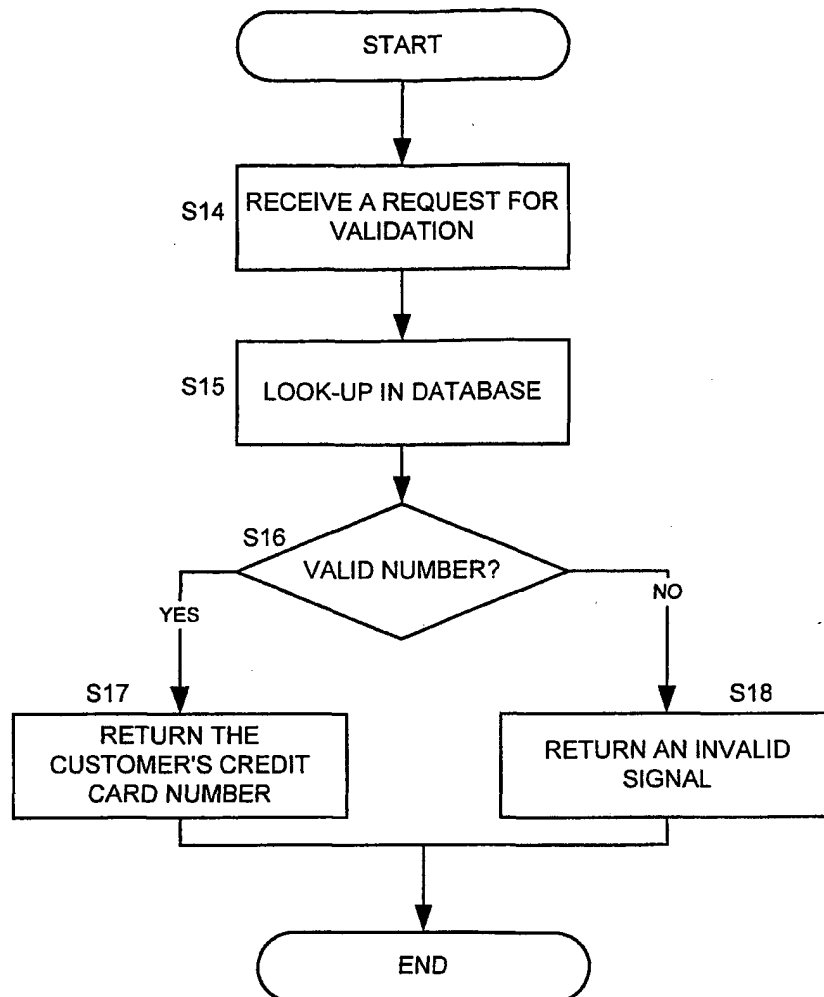 START
S14
RECEIVE A REQUEST FOR
VALIDATION
S15
LOOK-UP IN DATABASE
S16
VALID NUMBER?
YES
NO
S17
RETURN THE
CUSTOMER'S CREDIT
CARD NUMBER
S18
RETURN AN INVALID
SIGNAL
END